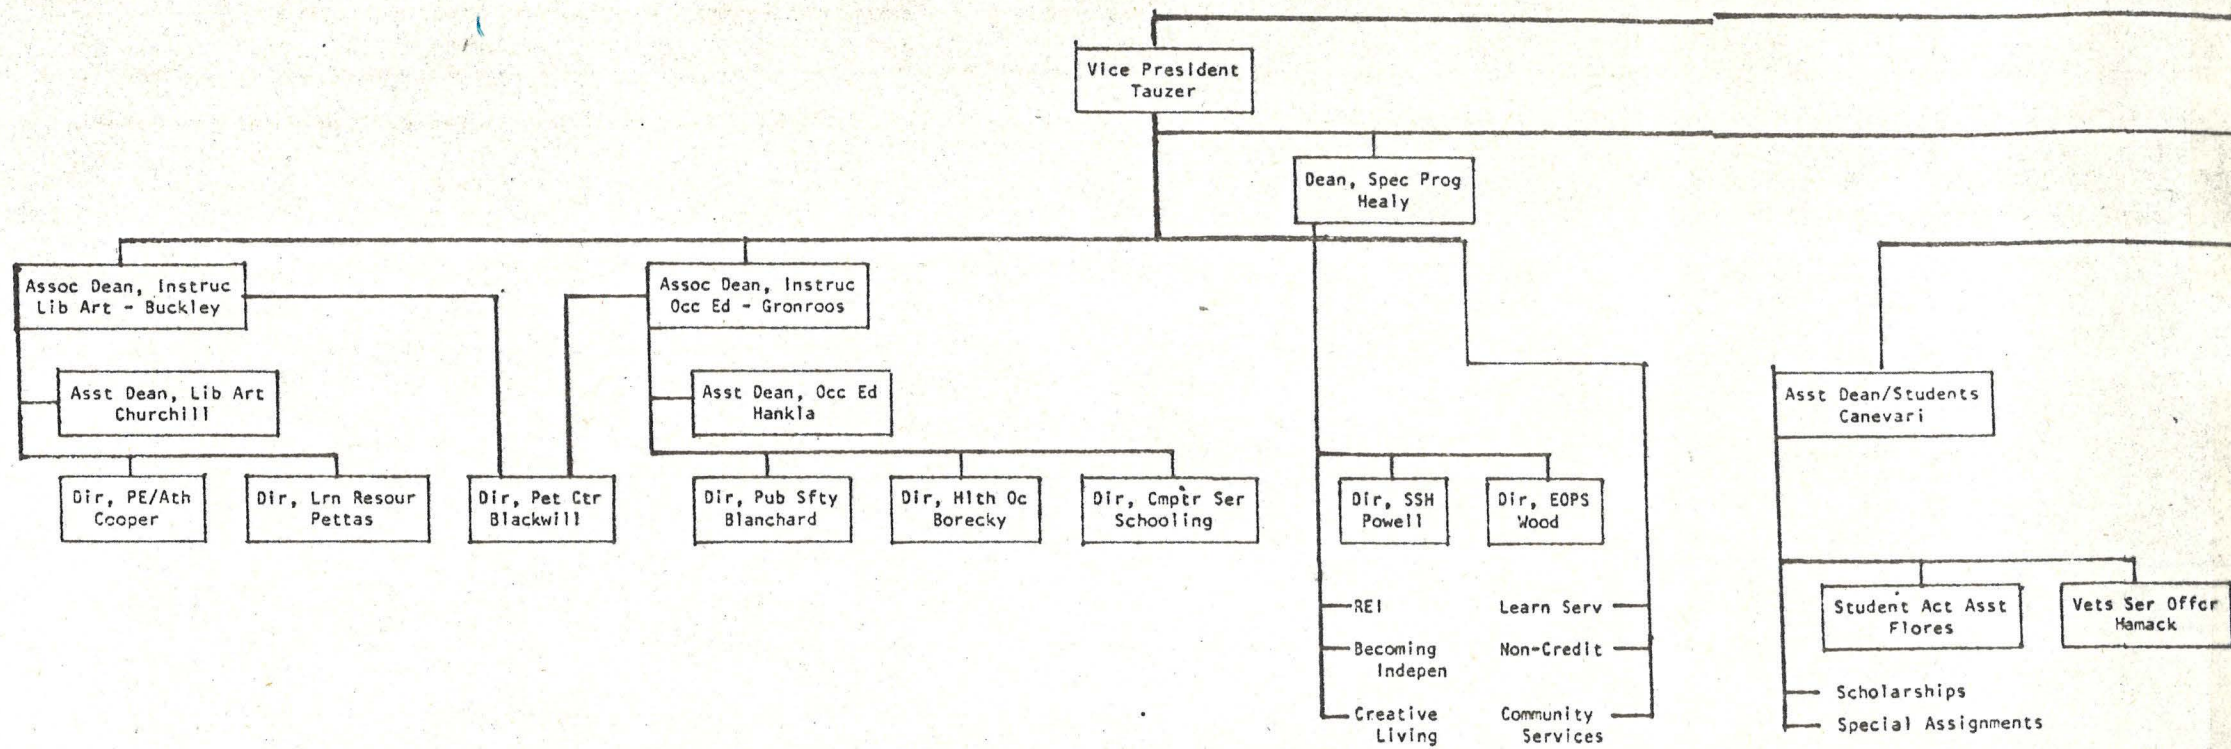 Vice President
Tauzer
Dean, Spec Prog
Healy
Assoc Dean, Instruc
Lib Art - Buckley
Assoc Dean, Instruc
Occ Ed - Gronroos
Asst Dean, Lib Art
Churchill
Asst Dean, Occ Ed
Hankla
Asst Dean/Students
Canevari
Dir, PE/Ath
Cooper
Dir, Lrn Resour
Pettas
Dir, Pet Ctr
Blackwill
Dir, Pub Sfty
Blanchard
Dir, Hlth Oc
Borecky
Dir, Cmptr Ser
Schooling
Dir, SSH
Powell
Dir, EOPS
Wood
REI
Becoming
Indepen
Creative
Living
Learn Serv
Non-Credit
Community
Services
Student Act Asst
Flores
Vets Ser Offcr
Hamack
Scholarships
Special Assignments